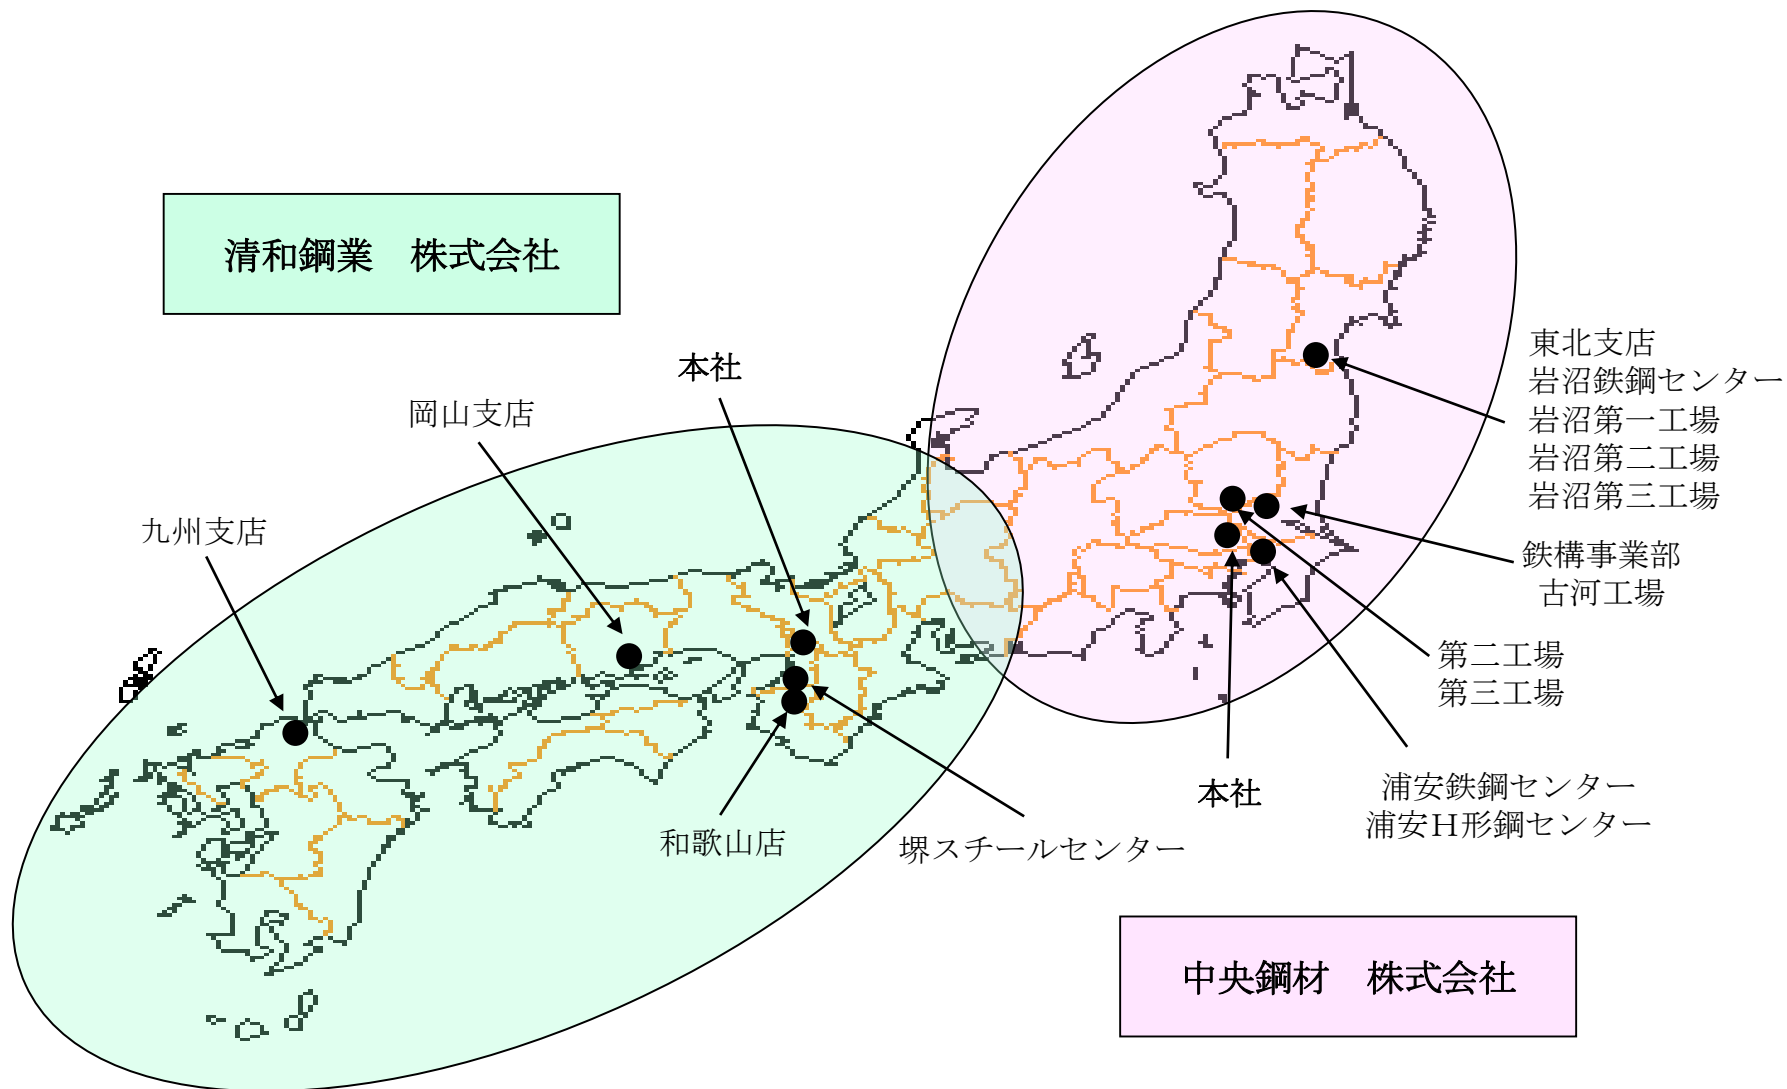 清和鋼業　株式会社
本社
岡山支店
九州支店
和歌山店
堺スチールセンター
東北支店
岩沼鉄鋼センター
岩沼第一工場
岩沼第二工場
岩沼第三工場
鉄構事業部
古河工場
第二工場
第三工場
本社
浦安鉄鋼センター
浦安Ｈ形鋼センター
中央鋼材　株式会社